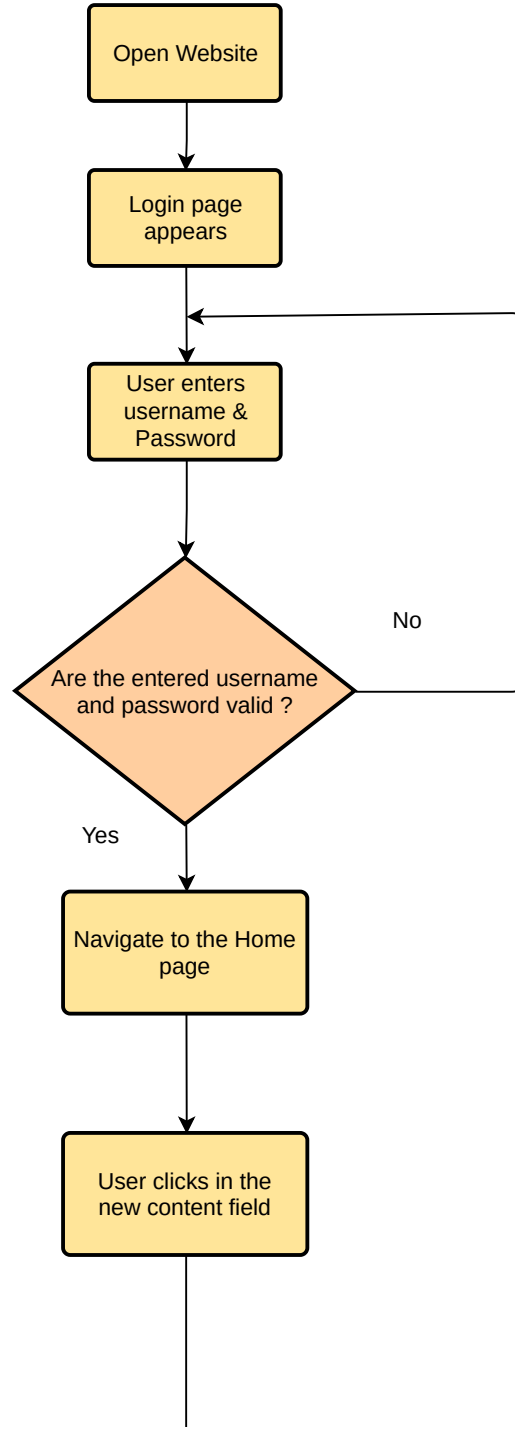 Open Website
Login page
appears
User enters
username &
Password
No
Are the entered username
and password valid ?
Yes
Navigate to the Home
page
User clicks in the
new content field